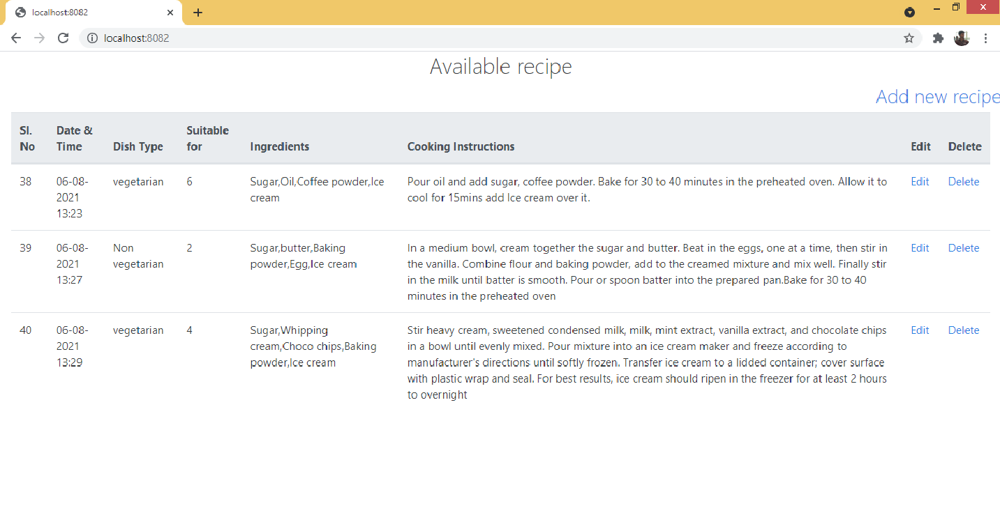 localhost:8082
localhost:8082
Available recipe
Add new recipe
Sl. No Date & Time Dish Type Suitable for Ingredients Cooking Instructions Edit Delete
38 06-08- vegetarian 6 Sugar,Oil,Coffee powder,Ice Pour oil and add sugar, coffee powder. Bake for 30 to 40 minutes in the preheated oven. Allow it to Edit Delete
2021 cream cool for 15mins add Ice cream over it.
13:23
39 06-08- Non 2 Sugar,butter,Baking In a medium bowl, cream together the sugar and butter. Beat in the eggs, one at a time, then stir in Edit Delete
2021 vegetarian powder,Egg,Ice cream the vanilla. Combine flour and baking powder, add to the creamed mixture and mix well. Finally stir
13:27 in the milk until batter is smooth. Pour or spoon batter into the prepared pan.Bake for 30 to 40
minutes in the preheated oven
40 06-08- vegetarian 4 Sugar,Whipping Stir heavy cream, sweetened condensed milk, milk, mint extract, vanilla extract, and chocolate chips Edit Delete
2021 cream,Choco chips,Baking in a bowl until evenly mixed. Pour mixture into an ice cream maker and freeze according to
13:29 powder,Ice cream manufacturer's directions until softly frozen. Transfer ice cream to a lidded container; cover surface
with plastic wrap and seal. For best results, ice cream should ripen in the freezer for at least 2 hours
to overnight